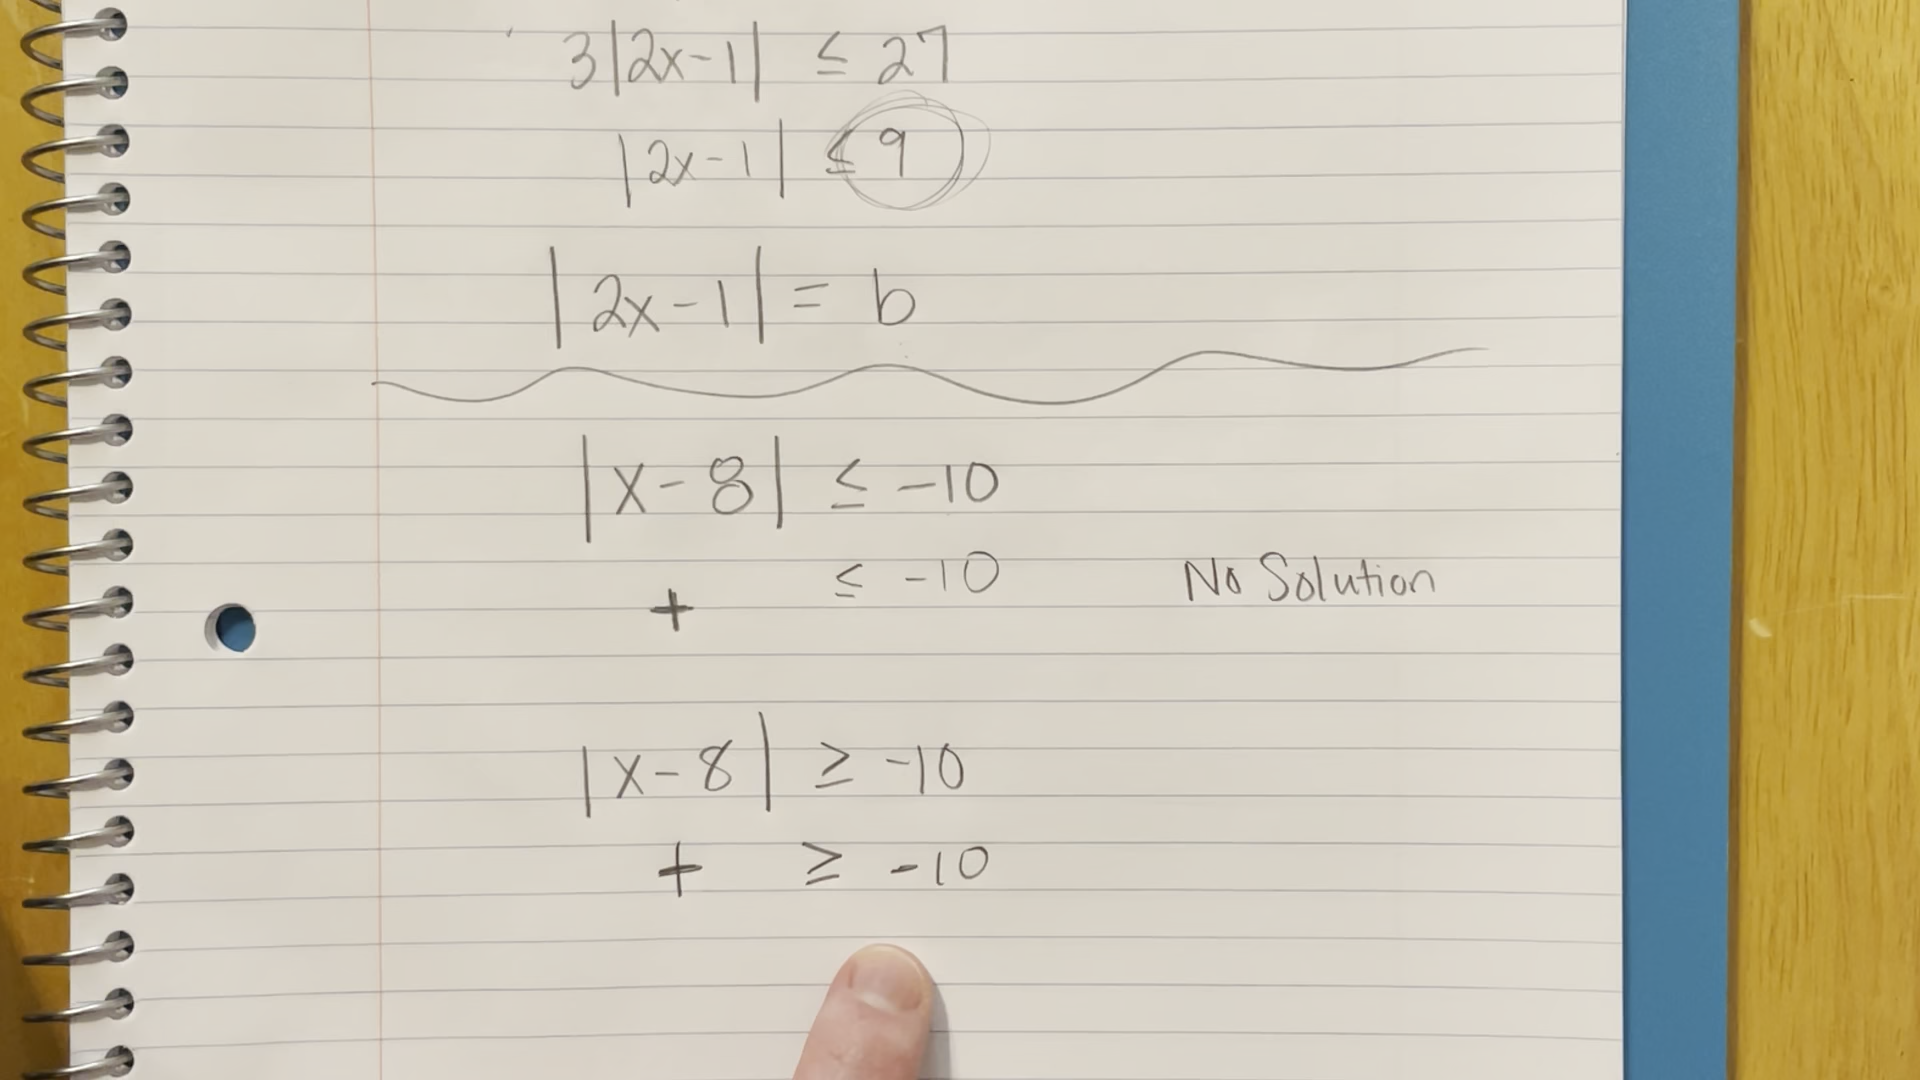 3|2x-1| ≤ 27
|2x-1| ≤ 9
|2x-1| = b
|x-8| ≤ -10
≤ -10 No Solution
+
|x-8| ≥ -10
+ ≥ -10